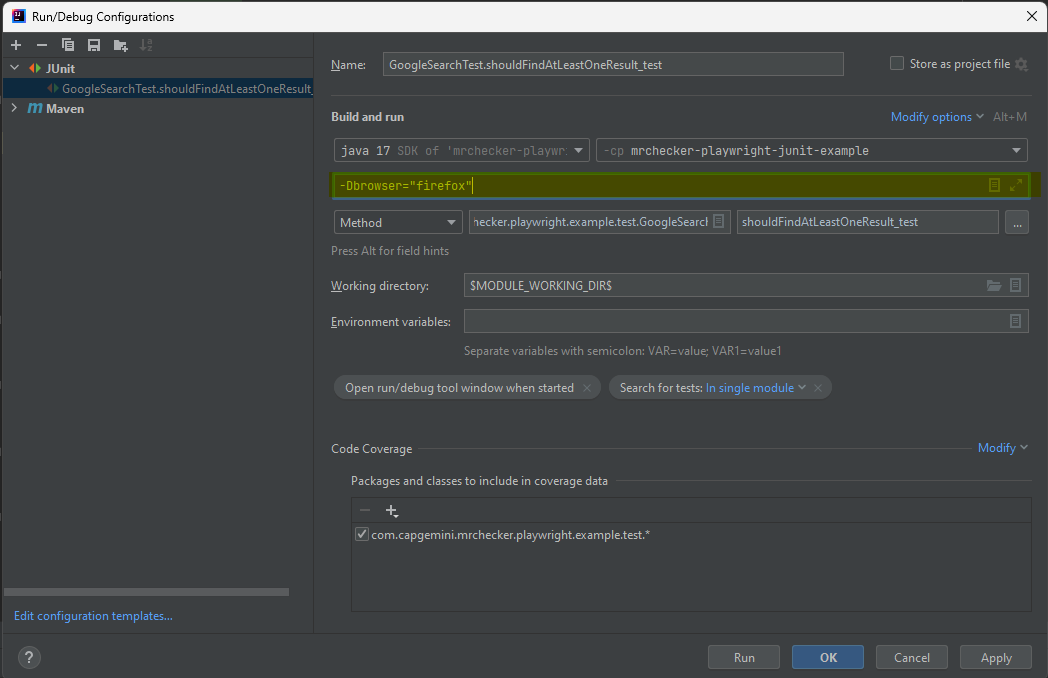 Run/Debug Configurations
JUnit
GoogleSearchTest.shouldFindAtLeastOneResult_
m Maven
Edit configuration templates...
Name: GoogleSearchTest.shouldFindAtLeastOneResult_test
Store as project file
Build and run
Modify options Alt+M
java 17 SDK of 'mrchecker-playwr
-cp mrchecker-playwright-junit-example
-Dbrowser="firefox"
Method
hecker.playwright.example.test.GoogleSearch
shouldFindAtLeastOneResult_test
...
Press Alt for field hints
Working directory: $MODULE_WORKING_DIR$
Environment variables:
Separate variables with semicolon: VAR=value; VAR1=value1
Open run/debug tool window when started
Search for tests: In single module
Code Coverage
Modify
Packages and classes to include in coverage data
com.capgemini.mrchecker.playwright.example.test.*
?
Run
OK
Cancel
Apply